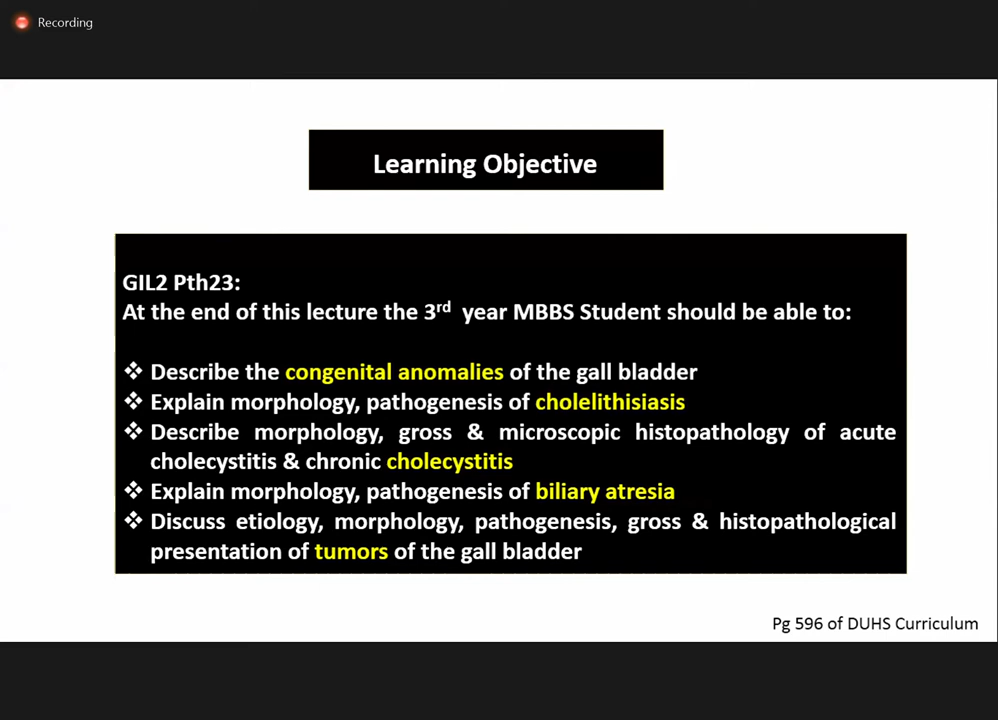 Recording
Learning Objective
GIL2 Pth23:
At the end of this lecture the 3rd year MBBS Student should be able to:
❖ Describe the congenital anomalies of the gall bladder
❖ Explain morphology, pathogenesis of cholelithisiasis
❖ Describe morphology, gross & microscopic histopathology of acute
cholecystitis & chronic cholecystitis
❖ Explain morphology, pathogenesis of biliary atresia
❖ Discuss etiology, morphology, pathogenesis, gross & histopathological
presentation of tumors of the gall bladder
Pg 596 of DUHS Curriculum